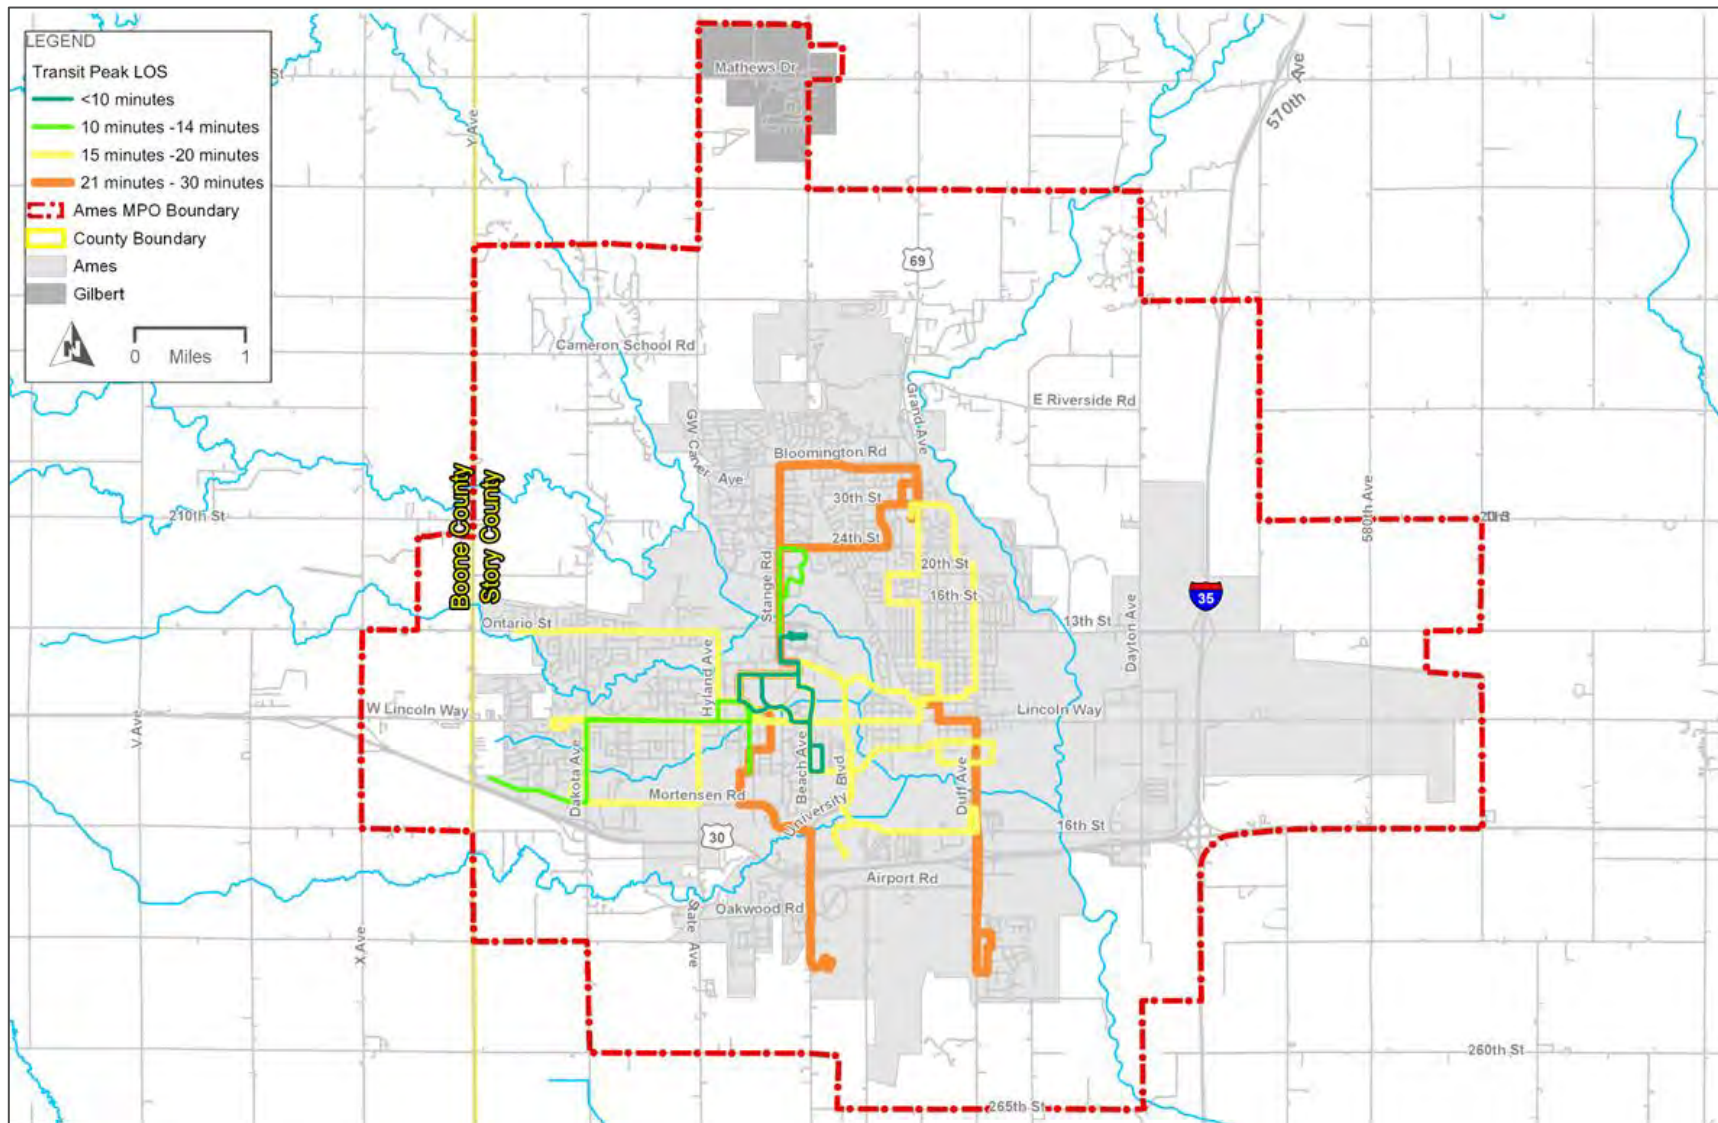 LEGEND
Transit Peak LOS
<10 minutes
10 minutes -14 minutes
15 minutes -20 minutes
21 minutes - 30 minutes
Ames MPO Boundary
County Boundary
Ames
Gilbert
N
0 Miles 1
St
Mathews Dr
Y Ave
570th Ave
69
Cameron School Rd
E Riverside Rd
Grand Ave
GW Carver Ave
Bloomington Rd
30th St
24th St
20th St
16th St
13th St
210th St
Boone County
Story County
580th Ave
Stange Rd
Ontario St
35
Dayton Ave
Hyland Ave
W Lincoln Way
Lincoln Way
V Ave
Dakota Ave
Beach Ave
University Blvd
Duff Ave
Mortensen Rd
30
16th St
Airport Rd
Oakwood Rd
State Ave
X Ave
260th St
265th St